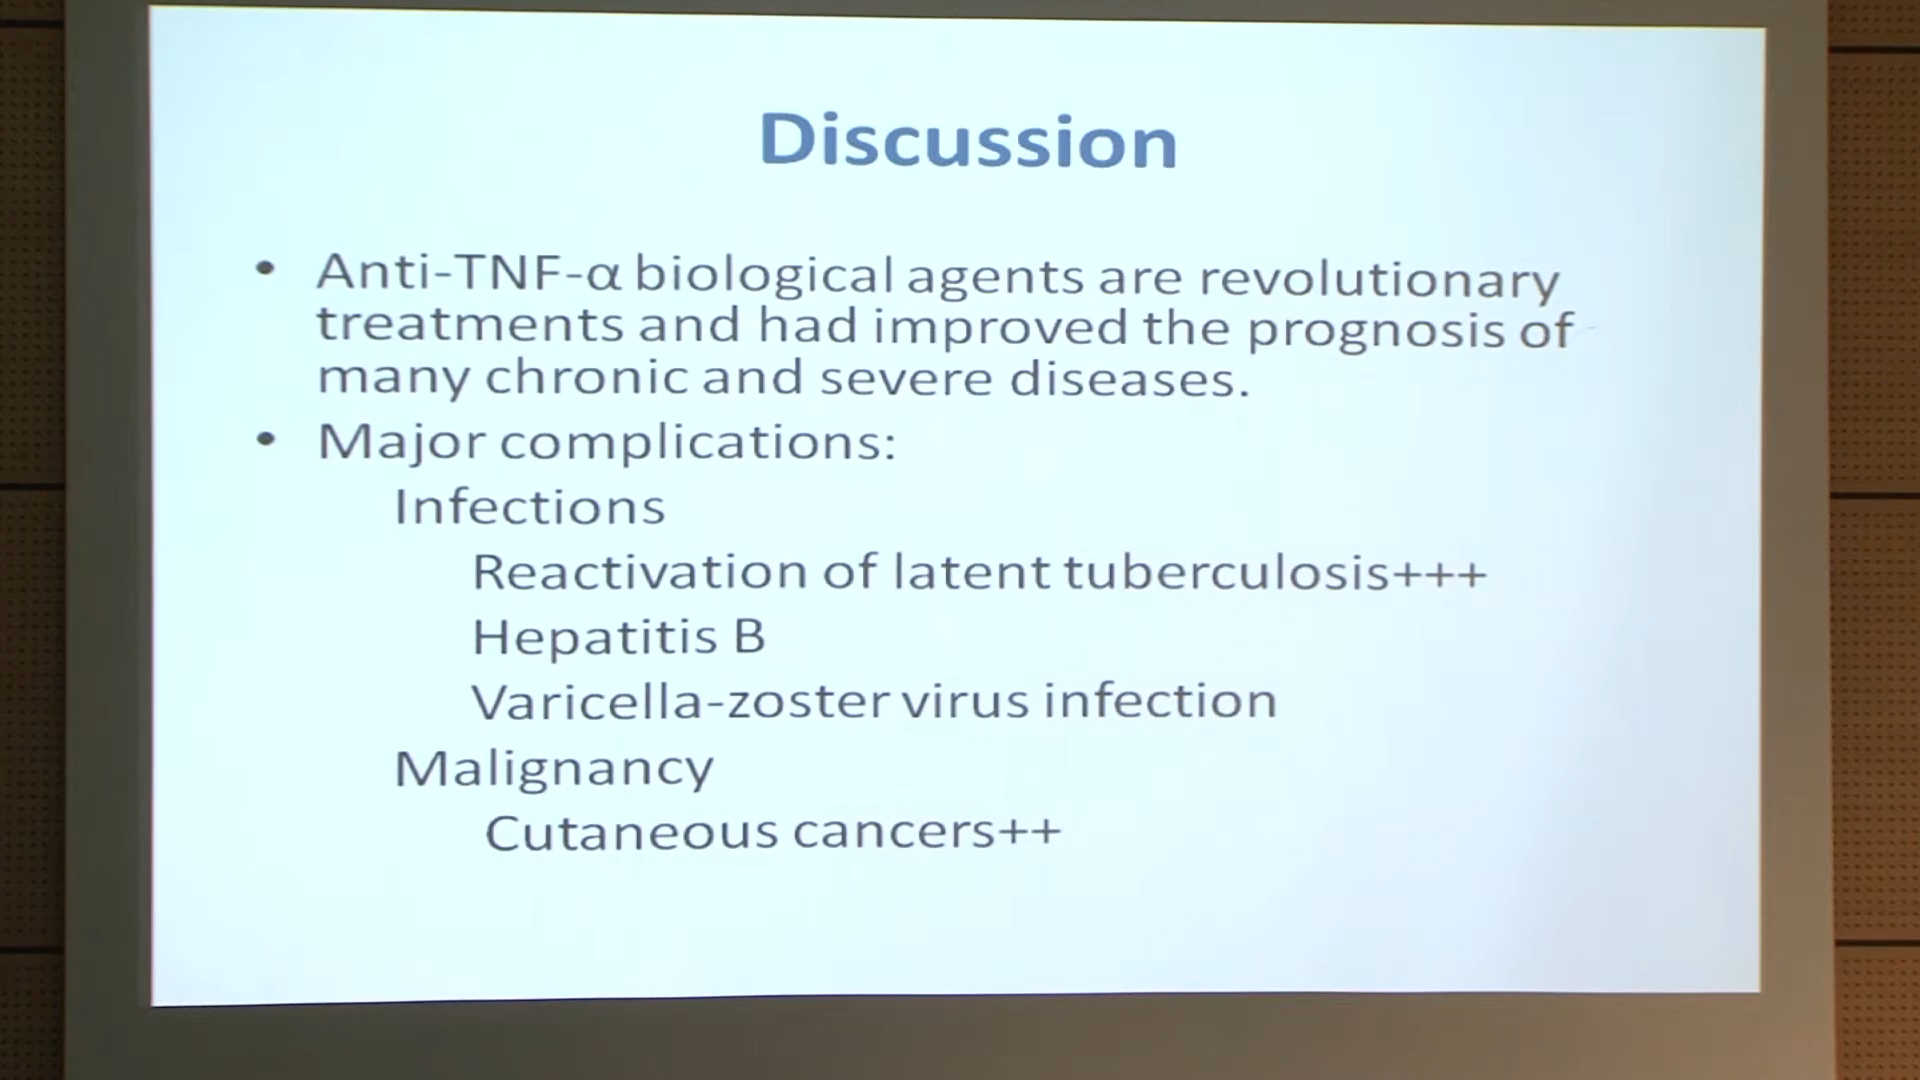 Discussion
• Anti-TNF-α biological agents are revolutionary
treatments and had improved the prognosis of
many chronic and severe diseases.
• Major complications:
Infections
Reactivation of latent tuberculosis+++
Hepatitis B
Varicella-zoster virus infection
Malignancy
Cutaneous cancers++